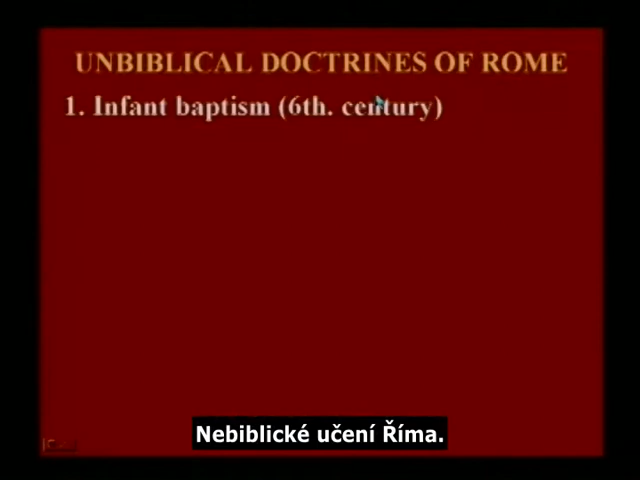 UNBIBLICAL DOCTRINES OF ROME
1. Infant baptism (6th. century)
Nebiblické učení Říma.